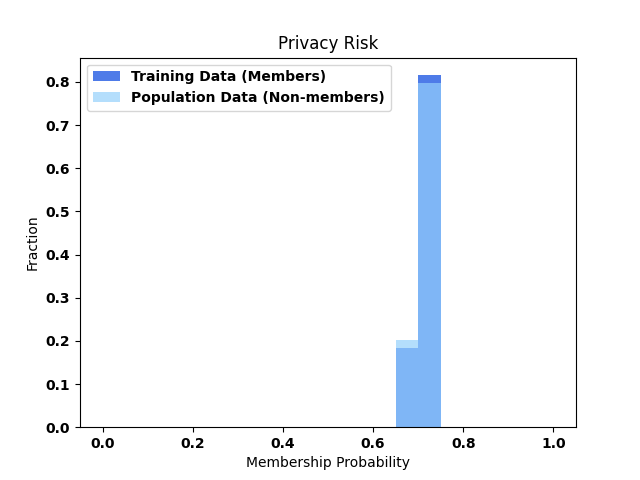 Privacy Risk
Training Data (Members)
Population Data (Non-members)
0.8
0.7
0.6
0.5
0.4
0.3
0.2
0.1
0.0
Fraction
0.0 0.2 0.4 0.6 0.8 1.0
Membership Probability